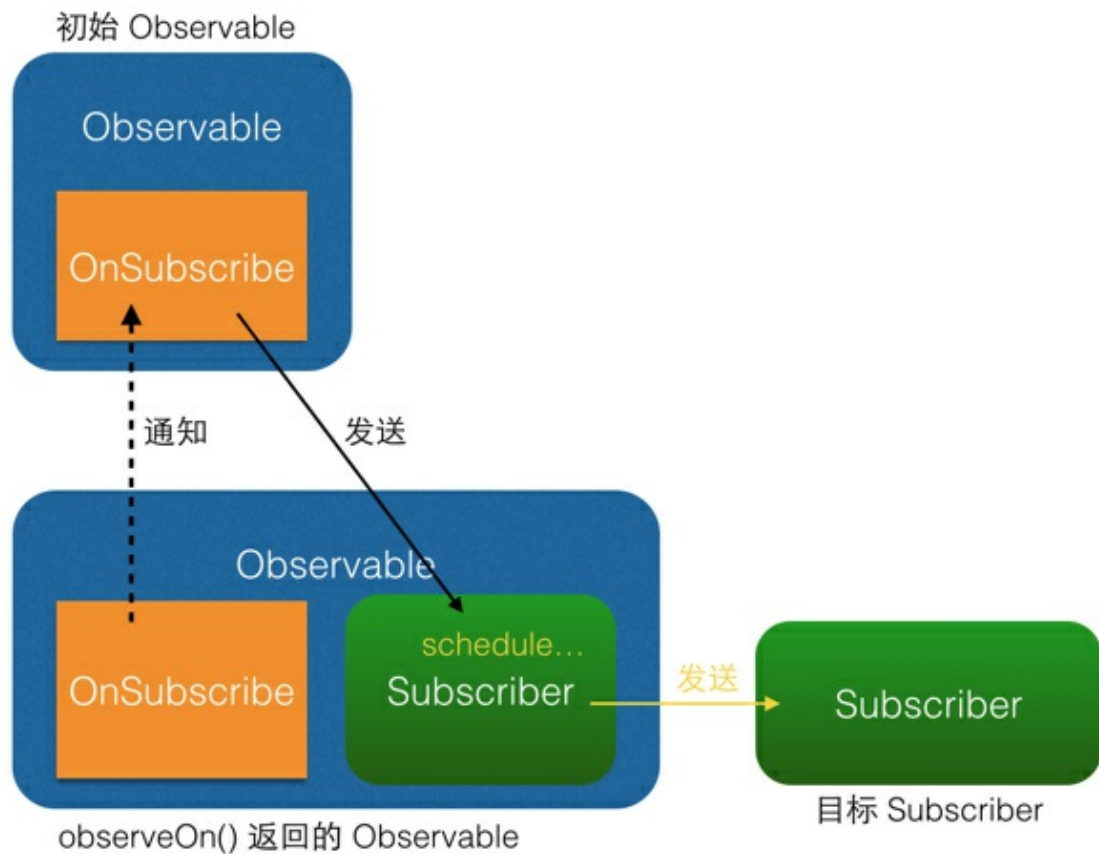 初始 Observable
Observable
OnSubscribe
通知
发送
Observable
schedule…
OnSubscribe
Subscriber
发送
Subscriber
目标 Subscriber
observeOn() 返回的 Observable